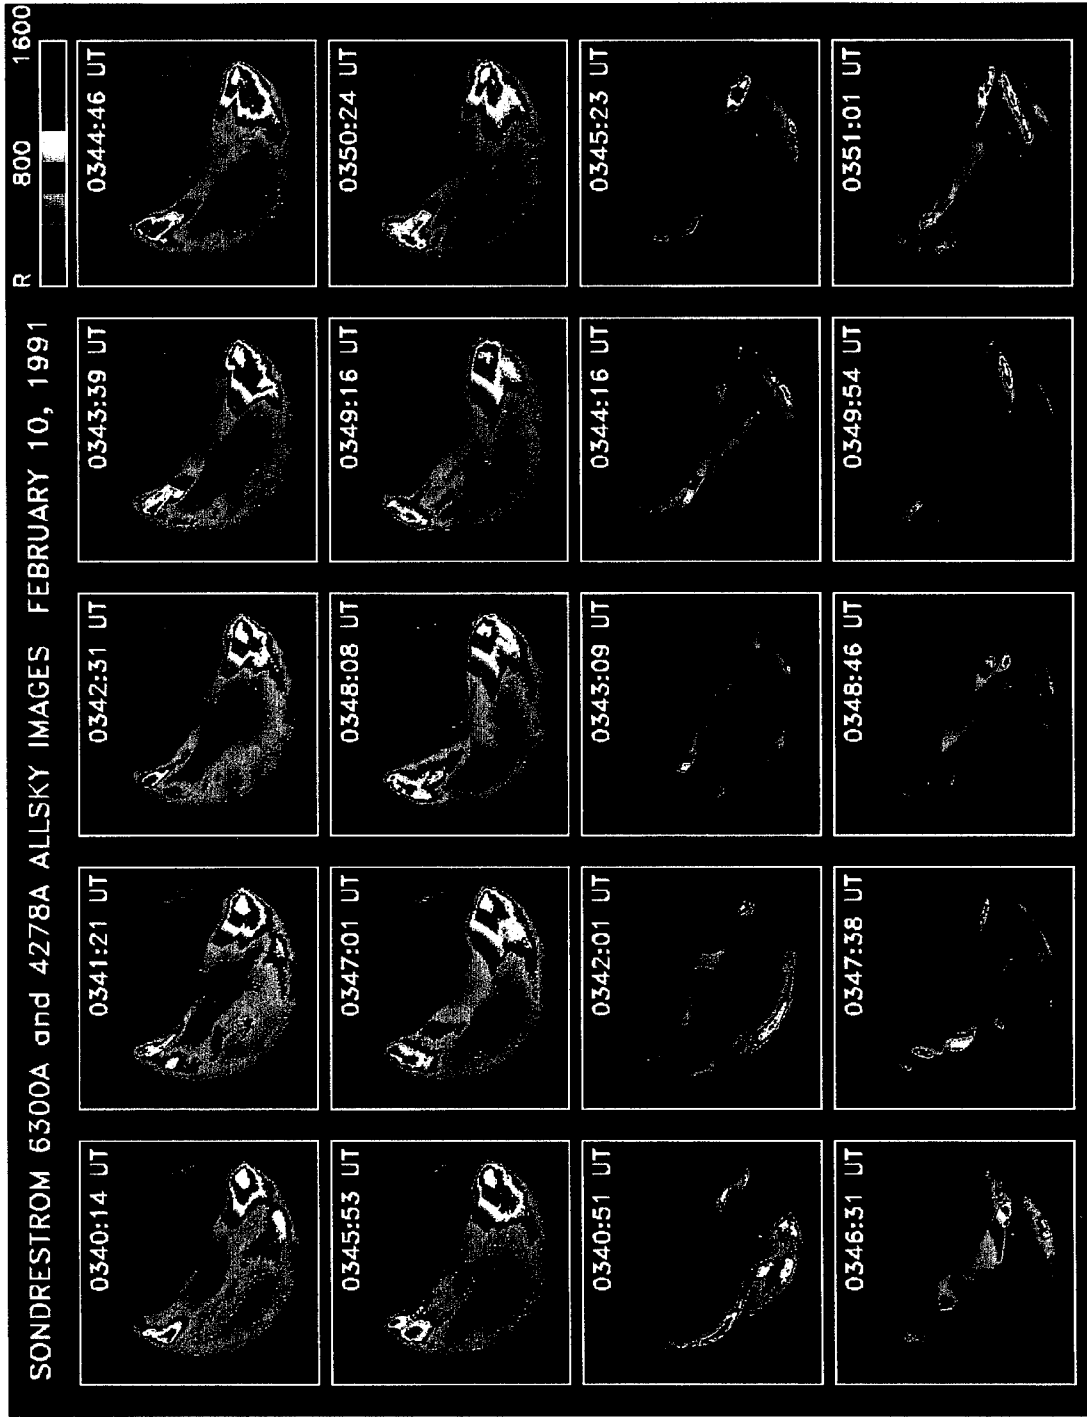 SONDRESTROM 6300A and 4278A ALLSKY IMAGES FEBRUARY 10, 1991
R 800 1600
0340:14 UT 0341:21 UT 0342:31 UT 0343:39 UT 0344:46 UT
0345:53 UT 0347:01 UT 0348:08 UT 0349:16 UT 0350:24 UT
0340:51 UT 0342:01 UT 0343:09 UT 0344:16 UT 0345:23 UT
0346:31 UT 0347:38 UT 0348:46 UT 0349:54 UT 0351:01 UT